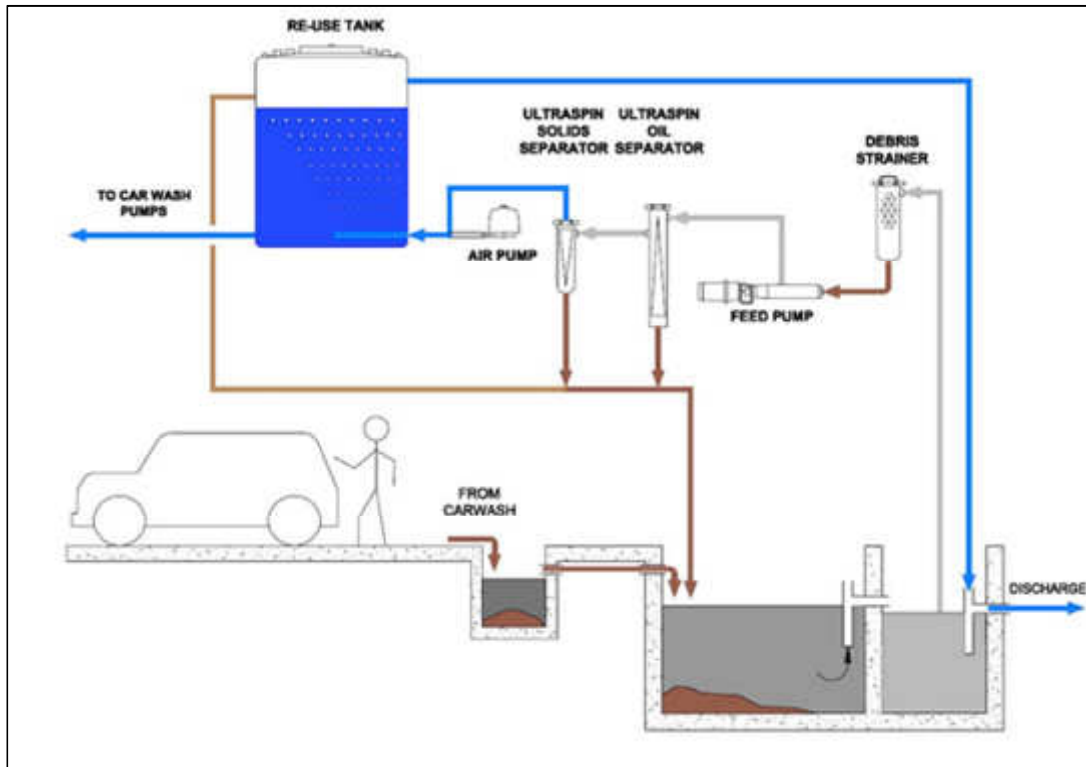 RE-USE TANK
ULTRASPIN
SOLIDS
SEPARATOR
ULTRASPIN
OIL
SEPARATOR
DEBRIS
STRAINER
TO CAR WASH
PUMPS
AIR PUMP
FEED PUMP
FROM
CARWASH
DISCHARGE